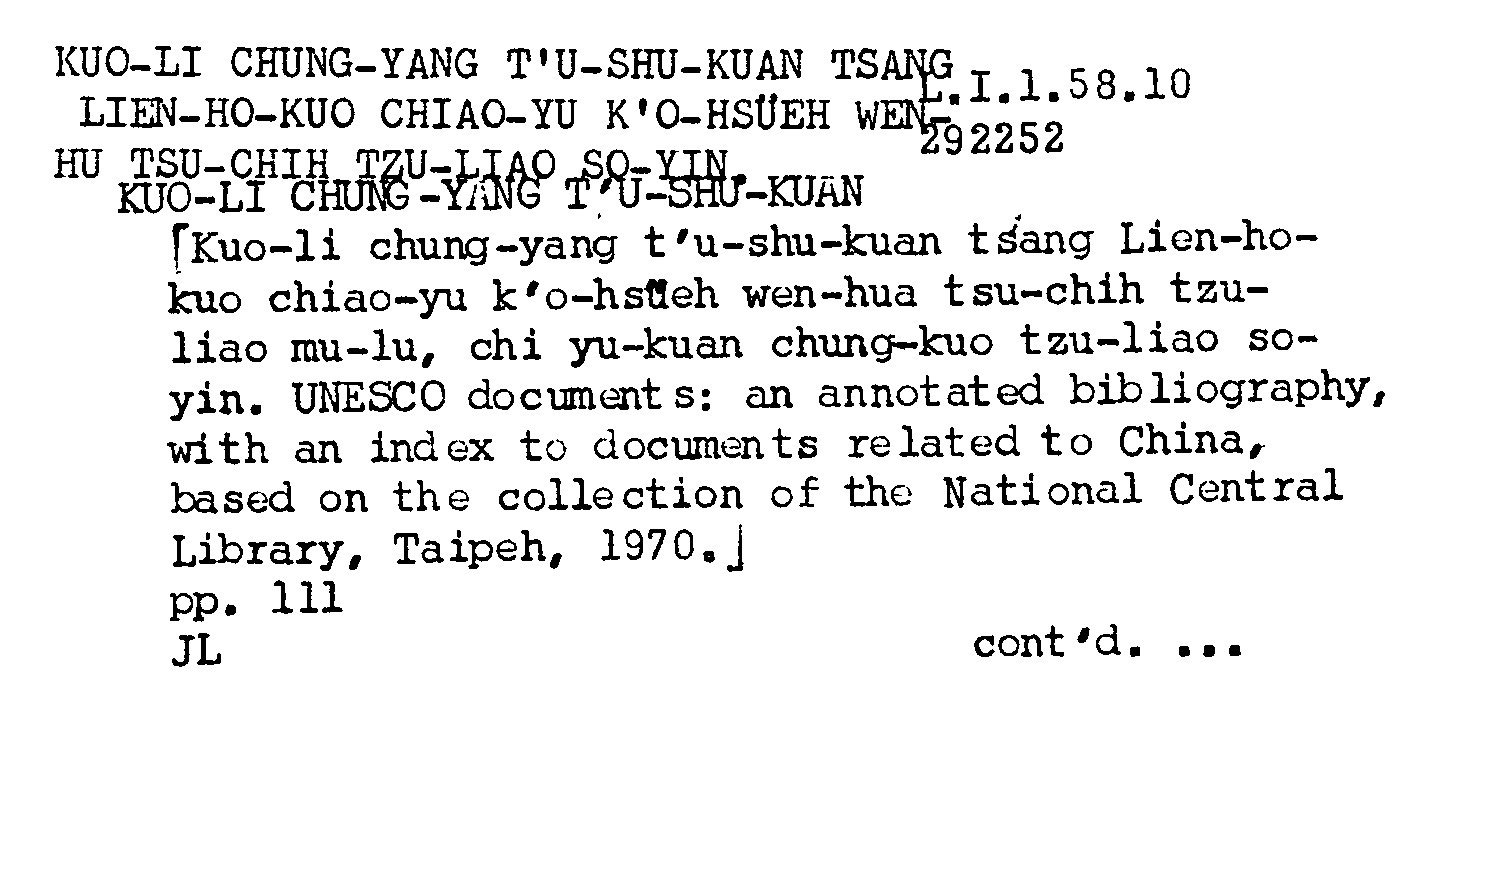 KUO-LI CHUNG-YANG T'U-SHU-KUAN TSANG
L.I.1.58.10
LIEN-HO-KUO CHIAO-YU K'O-HSÜEH WEN-
292252
HU TSU-CHIH TZU-LIAO SO-YIN.
KUO-LI CHUNG-YANG T'U-SHU-KUAN
⌈Kuo-li chung-yang t'u-shu-kuan tsang Lien-ho-
kuo chiao-yu k'o-hsüeh wen-hua tsu-chih tzu-
liao mu-lu, chi yu-kuan chung-kuo tzu-liao so-
yin. UNESCO documents: an annotated bibliography,
with an index to documents related to China,
based on the collection of the National Central
Library, Taipeh, 1970.⌋
pp. 111
JL
cont'd. ...